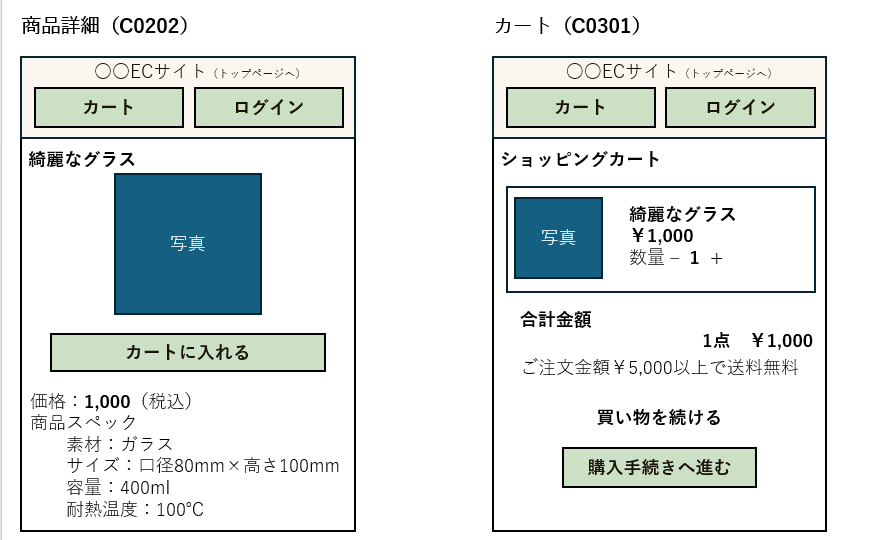 商品詳細（C0202）
〇〇ECサイト（トップページへ）
カート
ログイン
綺麗なグラス
写真
カートに入れる
価格：1,000（税込）
商品スペック
素材：ガラス
サイズ：口径80mm×高さ100mm
容量：400ml
耐熱温度：100℃
カート（C0301）
〇〇ECサイト（トップページへ）
カート
ログイン
ショッピングカート
写真
綺麗なグラス
￥1,000
数量－ 1 ＋
合計金額
1点　￥1,000
ご注文金額￥5,000以上で送料無料
買い物を続ける
購入手続きへ進む